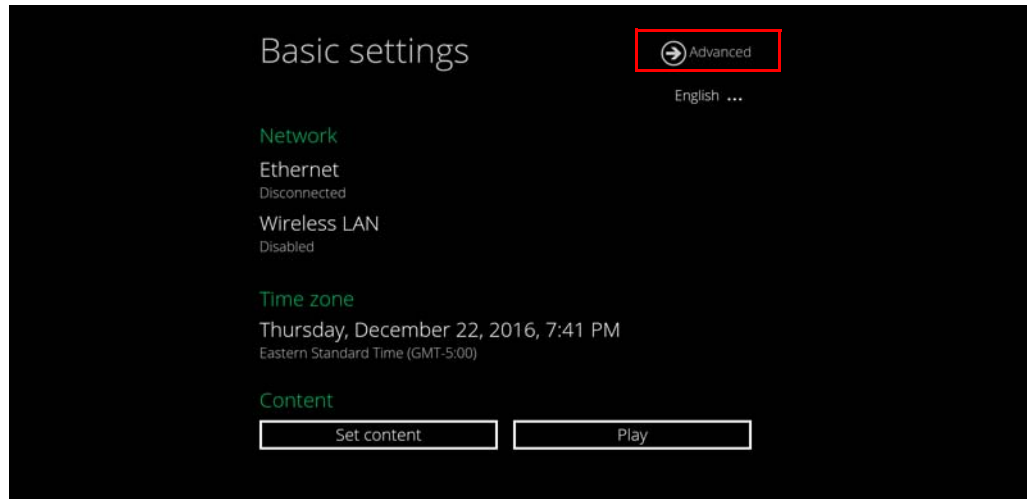 Basic settings
Advanced
English ...
Network
Ethernet
Disconnected
Wireless LAN
Disabled
Time zone
Thursday, December 22, 2016, 7:41 PM
Eastern Standard Time (GMT-5:00)
Content
Set content
Play